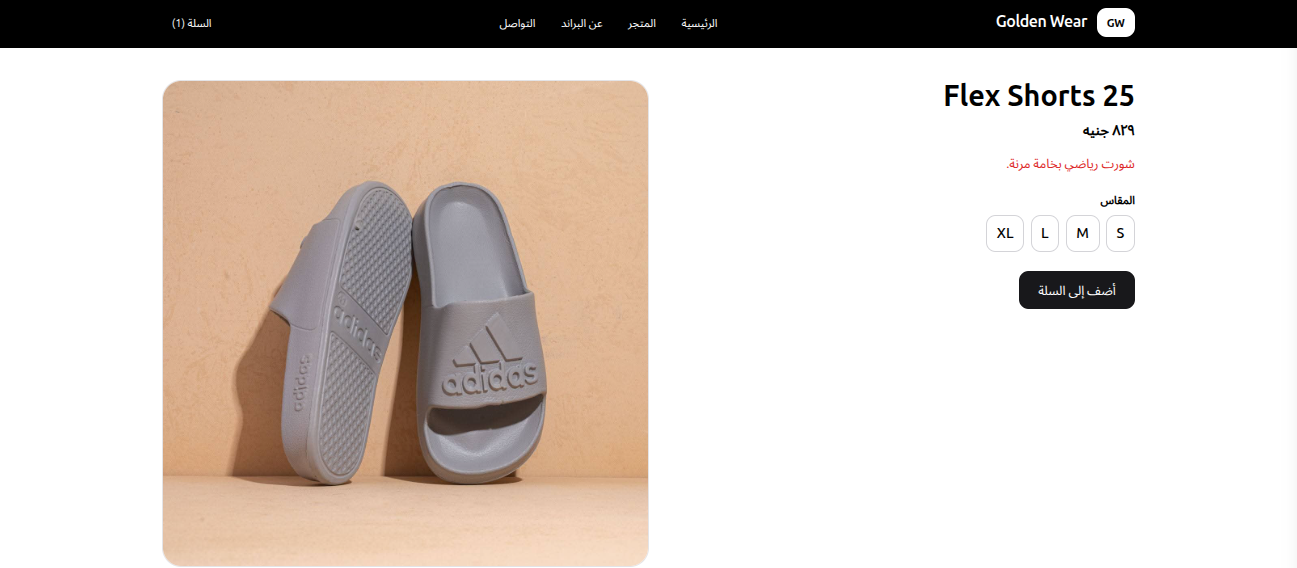 GW
Golden Wear
الرئيسية
المتجر
عن البراند
التواصل
السلة (1)
Flex Shorts 25
٨٢٩ جنيه
شورت رياضي بخامة مرنة.
المقاس
S
M
L
XL
أضف إلى السلة
adidas
adidas
adidas